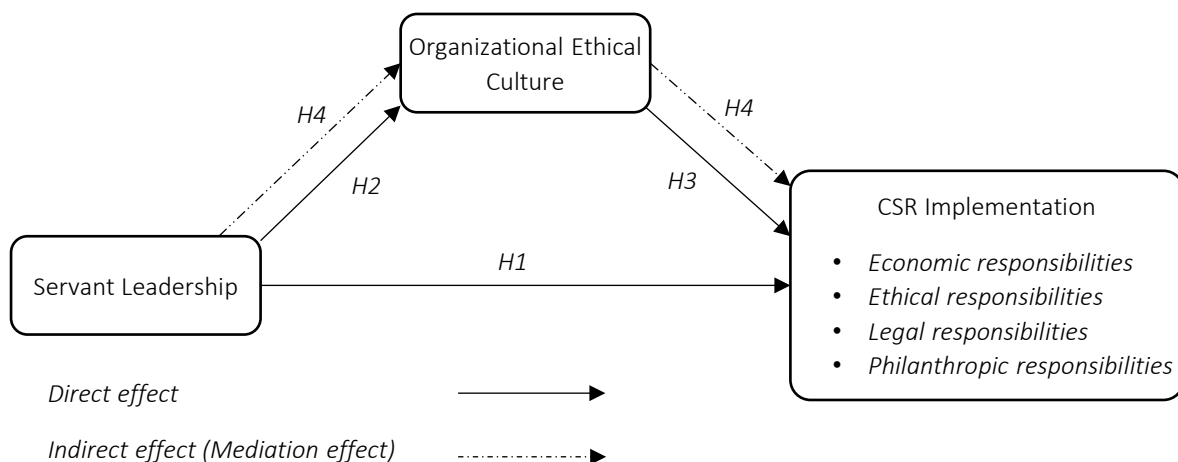 Organizational Ethical
Culture
H4
H4
H2
H3
CSR Implementation
Servant Leadership
H1
• Economic responsibilities
• Ethical responsibilities
• Legal responsibilities
• Philanthropic responsibilities
Direct effect
Indirect effect (Mediation effect)